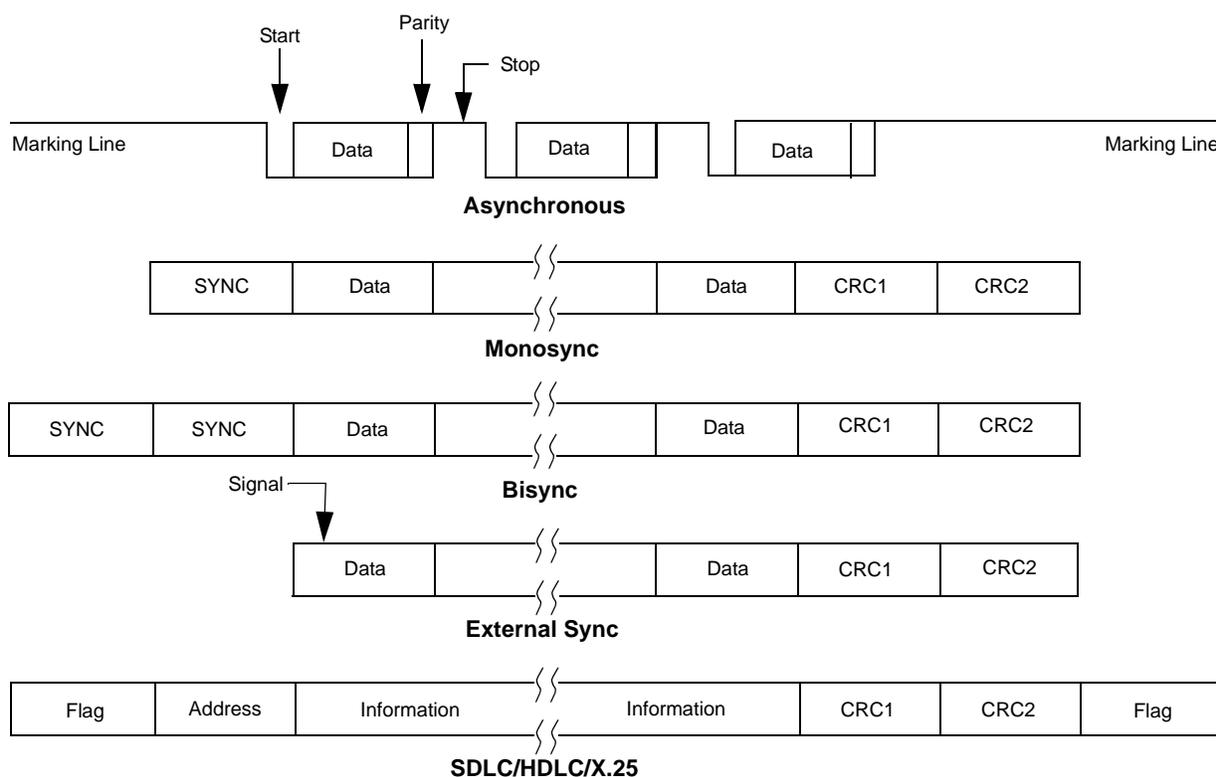 Parity
Start
Stop
Marking Line Data Data Data Marking Line
Asynchronous
SYNC Data Data CRC1 CRC2
Monosync
SYNC SYNC Data Data CRC1 CRC2
Signal
Bisync
Data Data CRC1 CRC2
External Sync
Flag Address Information Information CRC1 CRC2 Flag
SDLC/HDLC/X.25